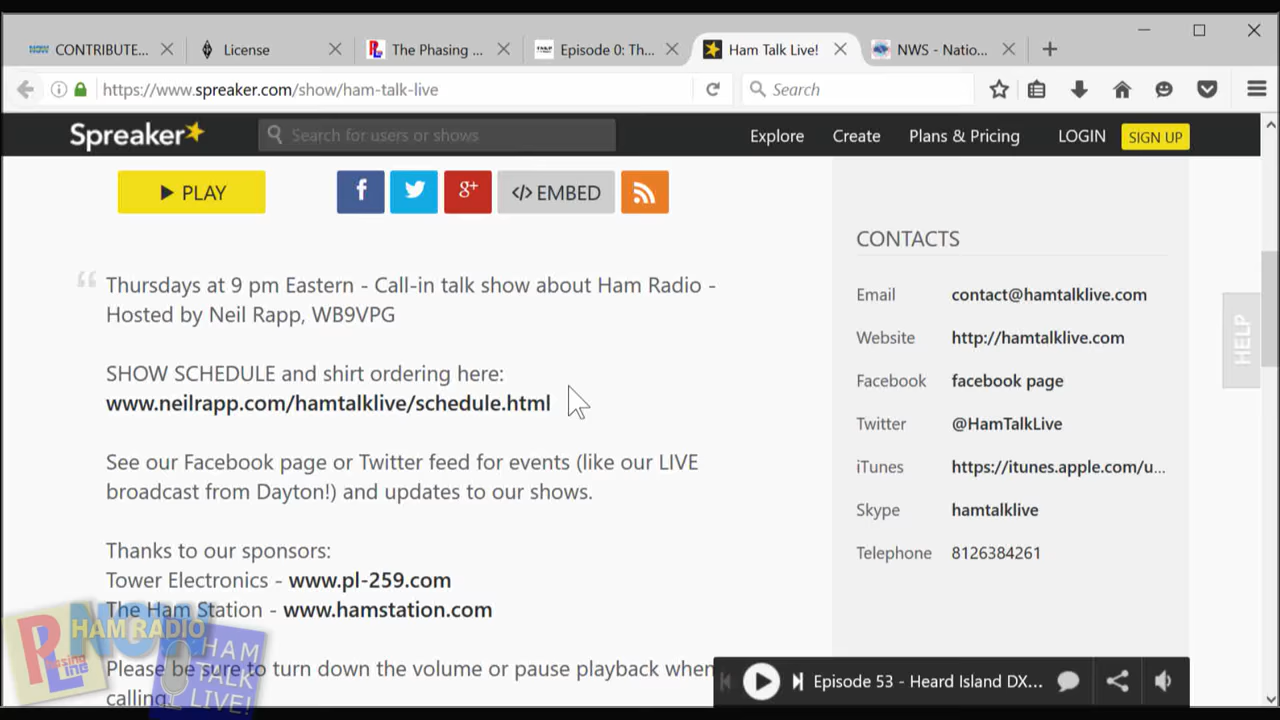 CONTRIBUTE...
License
The Phasing ...
Episode 0: Th...
Ham Talk Live!
NWS - Natio...
https://www.spreaker.com/show/ham-talk-live
Search
Spreaker
Search for users or shows
Explore
Create
Plans & Pricing
LOGIN
SIGN UP
PLAY
</> EMBED
Thursdays at 9 pm Eastern - Call-in talk show about Ham Radio -
Hosted by Neil Rapp, WB9VPG
SHOW SCHEDULE and shirt ordering here:
www.neilrapp.com/hamtalklive/schedule.html
See our Facebook page or Twitter feed for events (like our LIVE
broadcast from Dayton!) and updates to our shows.
Thanks to our sponsors:
Tower Electronics - www.pl-259.com
The Ham Station - www.hamstation.com
Please be sure to turn down the volume or pause playback when
calling.
CONTACTS
Email contact@hamtalklive.com
Website http://hamtalklive.com
Facebook facebook page
Twitter @HamTalkLive
iTunes https://itunes.apple.com/u...
Skype hamtalklive
Telephone 8126384261
HELP
Episode 53 - Heard Island DX...
PL
HAM RADIO
NOW
HAM
TALK
LIVE!